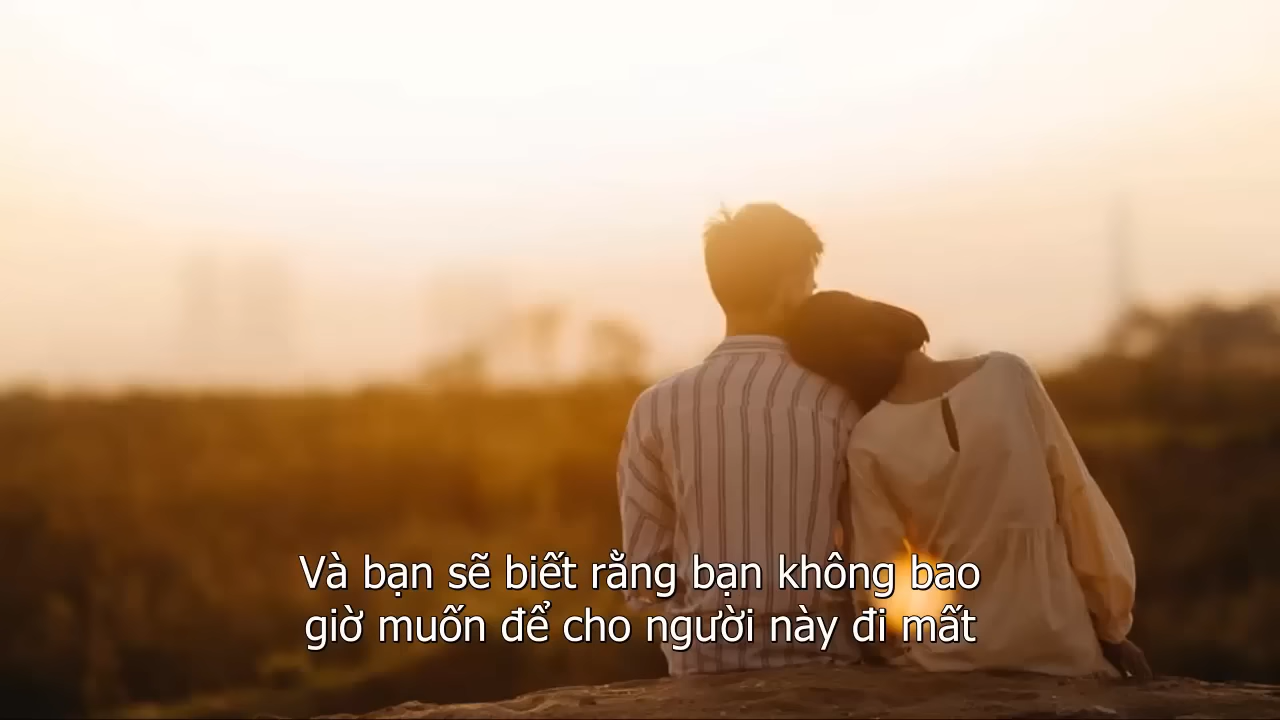 Và bạn sẽ biết rằng bạn không bao
giờ muốn để cho người này đi mất